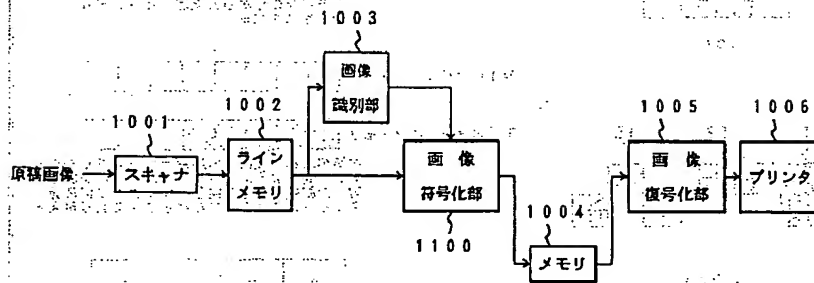 1003
画像
識別部
1002
ライン
メモリ
1001
原稿画像
スキャナ
画像
符号化部
1100
1004
メモリ
1005
画像
復号化部
1006
プリンタ